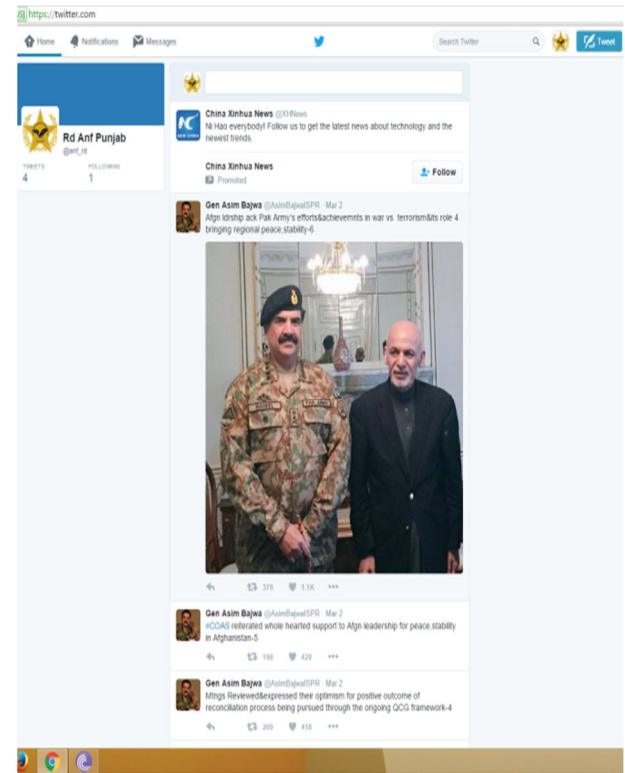 https://twitter.com
Home Notifications Messages Search Twitter Tweet
Rd Anf Punjab
@anf_rd
TWEETS FOLLOWING
4 1
China Xinhua News @XHNews
Ni Hao everybody! Follow us to get the latest news about technology and the
newest trends.
China Xinhua News
Promoted
Follow
Gen Asim Bajwa @AsimBajwaISPR · Mar 2
Afgn ldrship ack Pak Army's efforts&achievemnts in war vs terrorism&its role 4
bringing regional peace,stability-6
PAK ARMY
378 1.1K
Gen Asim Bajwa @AsimBajwaISPR · Mar 2
#COAS reiterated whole hearted support to Afgn leadership for peace,stability
in Afghanistan-5
198 428
Gen Asim Bajwa @AsimBajwaISPR · Mar 2
Mtngs Reviewed&expressed their optimism for positive outcome of
reconciliation process being pursued through the ongoing QCG framework-4
205 418